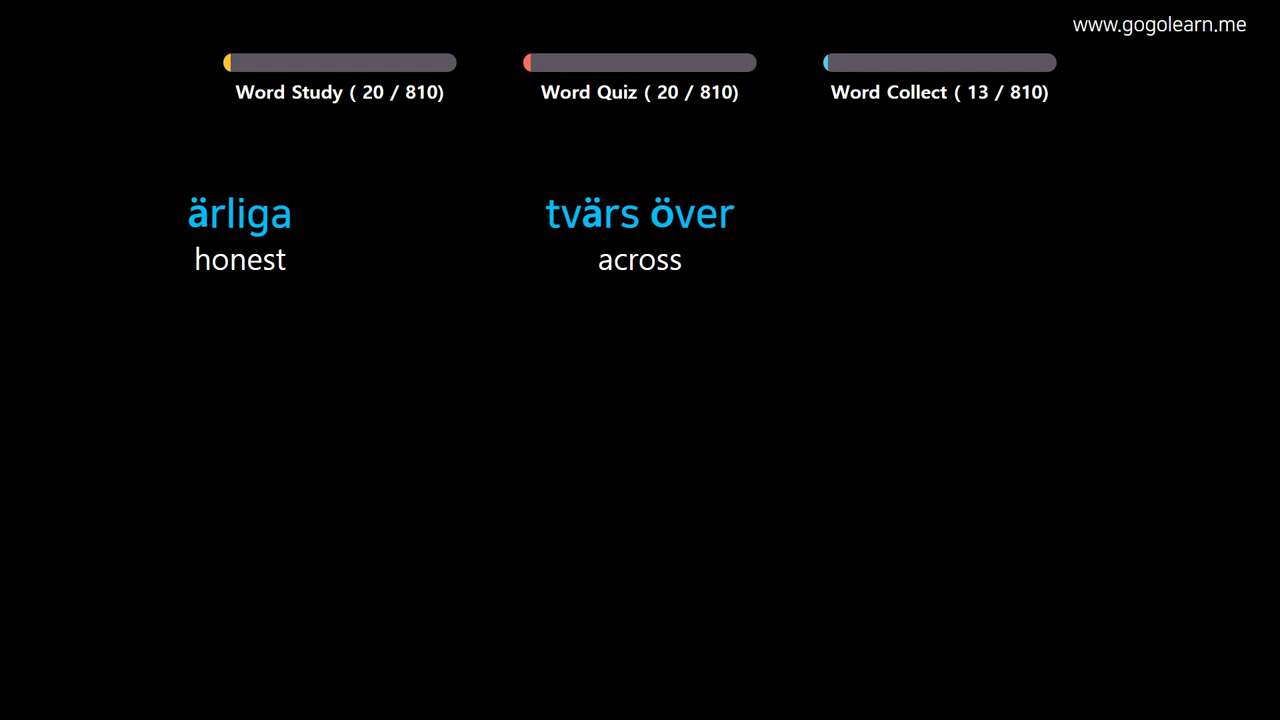 www.gogolearn.me
Word Study ( 20 / 810)
Word Quiz ( 20 / 810)
Word Collect ( 13 / 810)
ärliga
honest
tvärs över
across